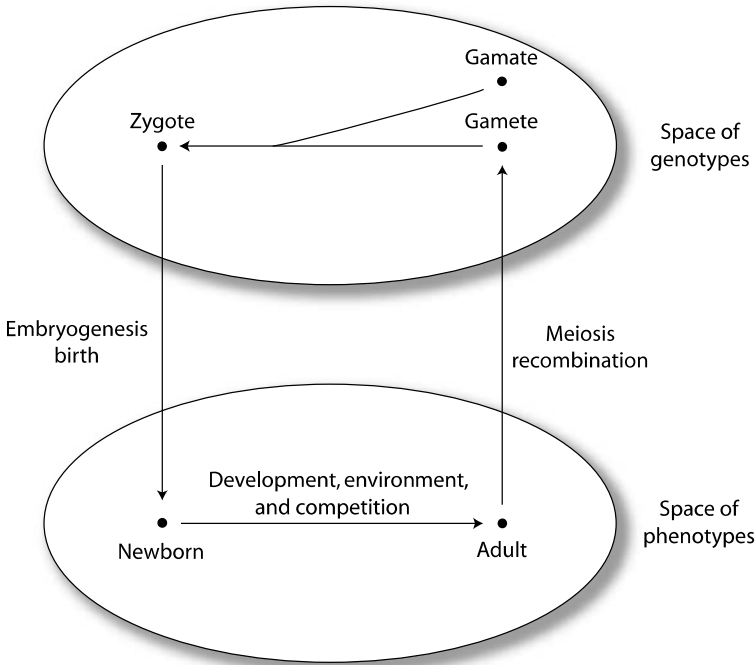 Gamate
Zygote
Gamete
Space of
genotypes
Embryogenesis
birth
Meiosis
recombination
Development, environment,
and competition
Newborn
Adult
Space of
phenotypes